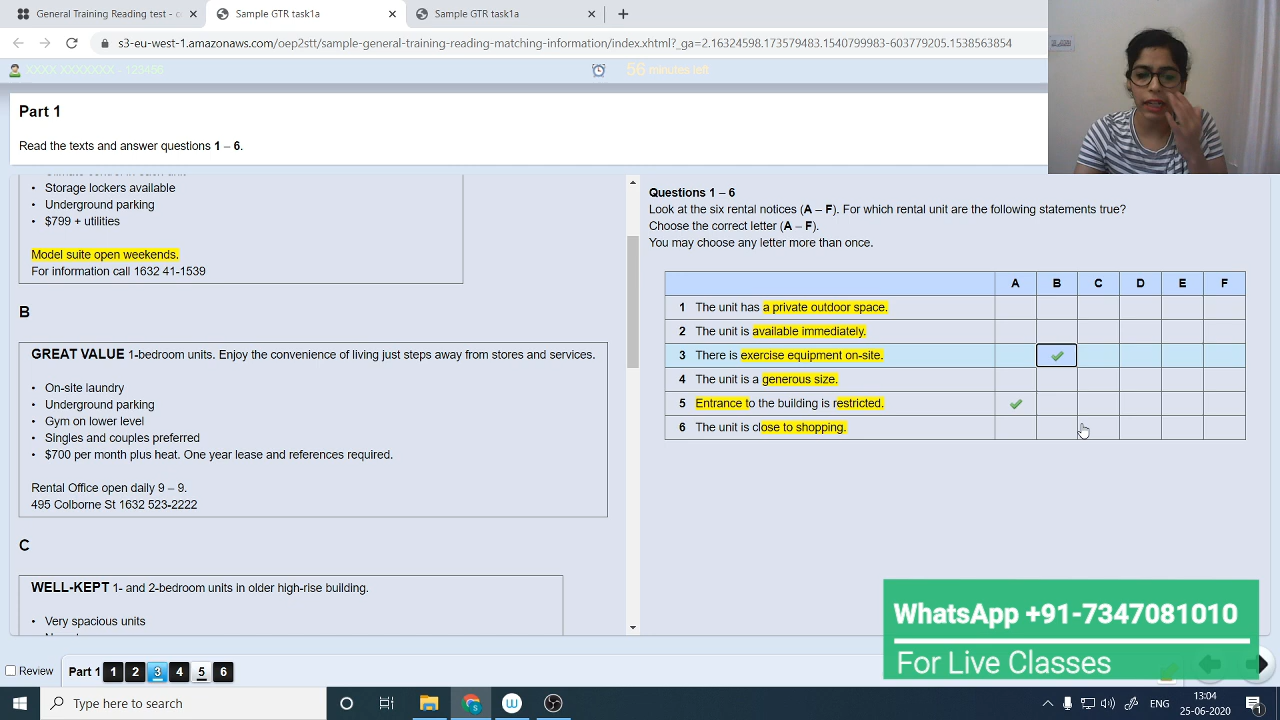 Reading General Training test - c
Sample GTR task1a
Sample GTR task1a
s3-eu-west-1.amazonaws.com/oep2stt/sample/general-training-reading-matching-information/index.xhtml?_ga=2.16324598.173579483.1540799983-603779205.1538563854
XXXX XXXXXXX - 123456
56 minutes left
Part 1
Read the texts and answer questions 1 – 6.
• Storage lockers available
• Underground parking
• $799 + utilities
Model suite open weekends.
For information call 1632 41-1539
B
GREAT VALUE 1-bedroom units. Enjoy the convenience of living just steps away from stores and services.
• On-site laundry
• Underground parking
• Gym on lower level
• Singles and couples preferred
• $700 per month plus heat. One year lease and references required.
Rental Office open daily 9 – 9.
495 Colborne St 1632 523-2222
C
WELL-KEPT 1- and 2-bedroom units in older high-rise building.
• Very spacious units
Questions 1 – 6
Look at the six rental notices (A – F). For which rental unit are the following statements true?
Choose the correct letter (A – F).
You may choose any letter more than once.
A B C D E F
1 The unit has a private outdoor space.
2 The unit is available immediately.
3 There is exercise equipment on-site.
4 The unit is a generous size.
5 Entrance to the building is restricted.
6 The unit is close to shopping.
WhatsApp +91-7347081010
For Live Classes
Review Part 1 1 2 3 4 5 6
Type here to search
ENG
13:04
25-06-2020